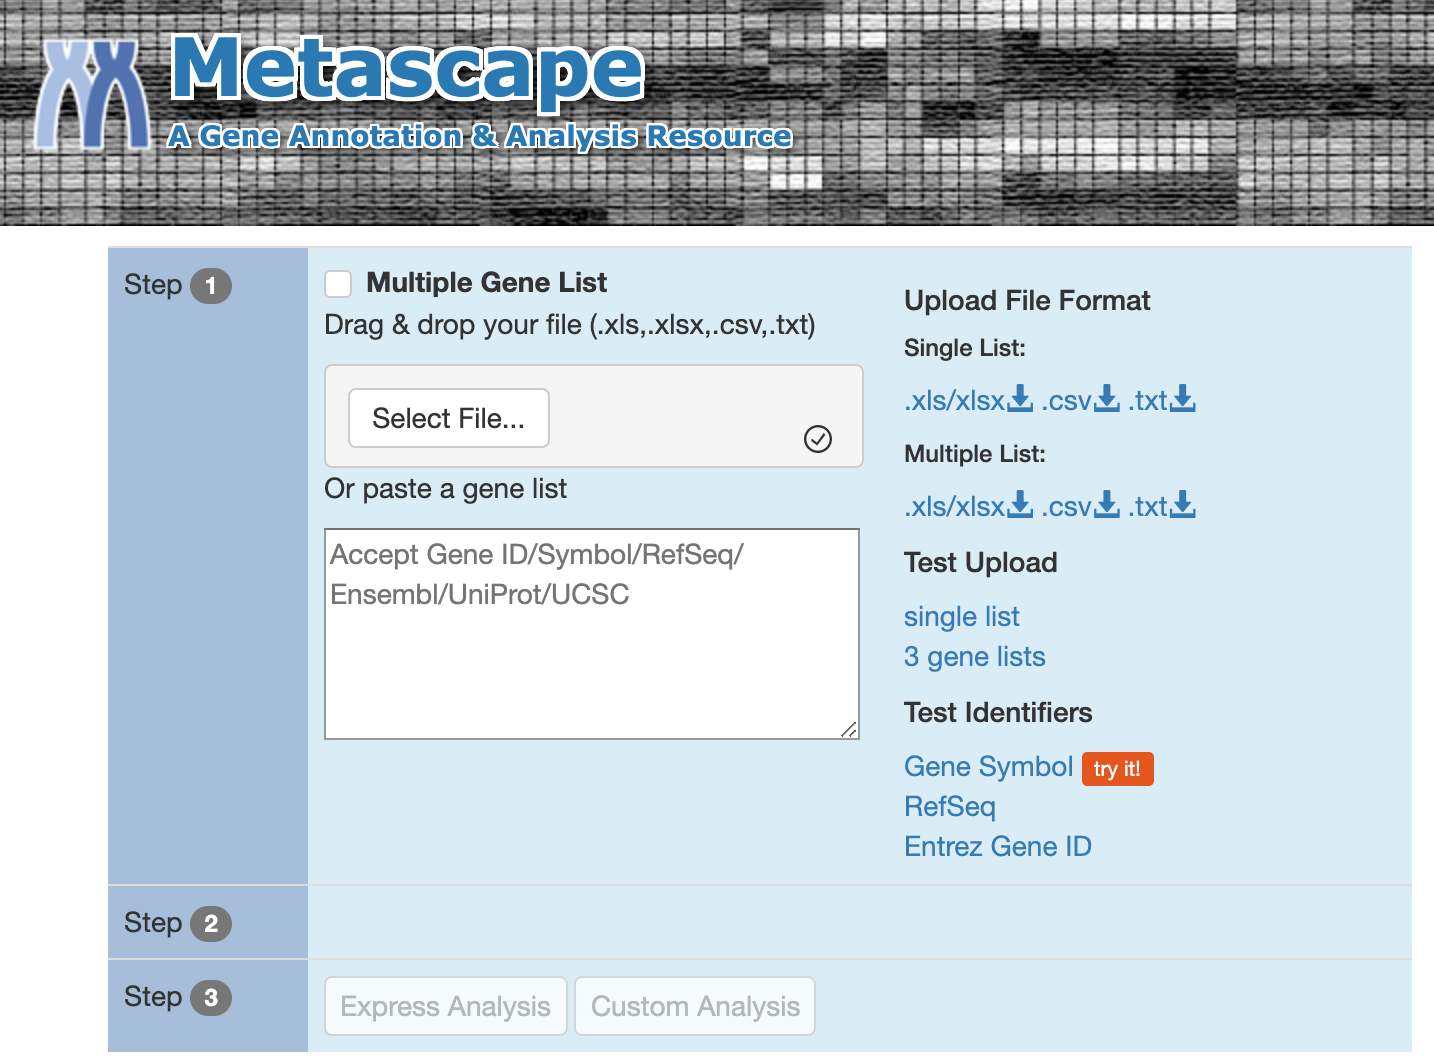 Metascape
A Gene Annotation & Analysis Resource
Step 1
Multiple Gene List
Drag & drop your file (.xls,.xlsx,.csv,.txt)
Select File...
Or paste a gene list
Accept Gene ID/Symbol/RefSeq/
Ensembl/UniProt/UCSC
Upload File Format
Single List:
.xls/xlsx .csv .txt
Multiple List:
.xls/xlsx .csv .txt
Test Upload
single list
3 gene lists
Test Identifiers
Gene Symbol try it!
RefSeq
Entrez Gene ID
Step 2
Step 3
Express Analysis Custom Analysis